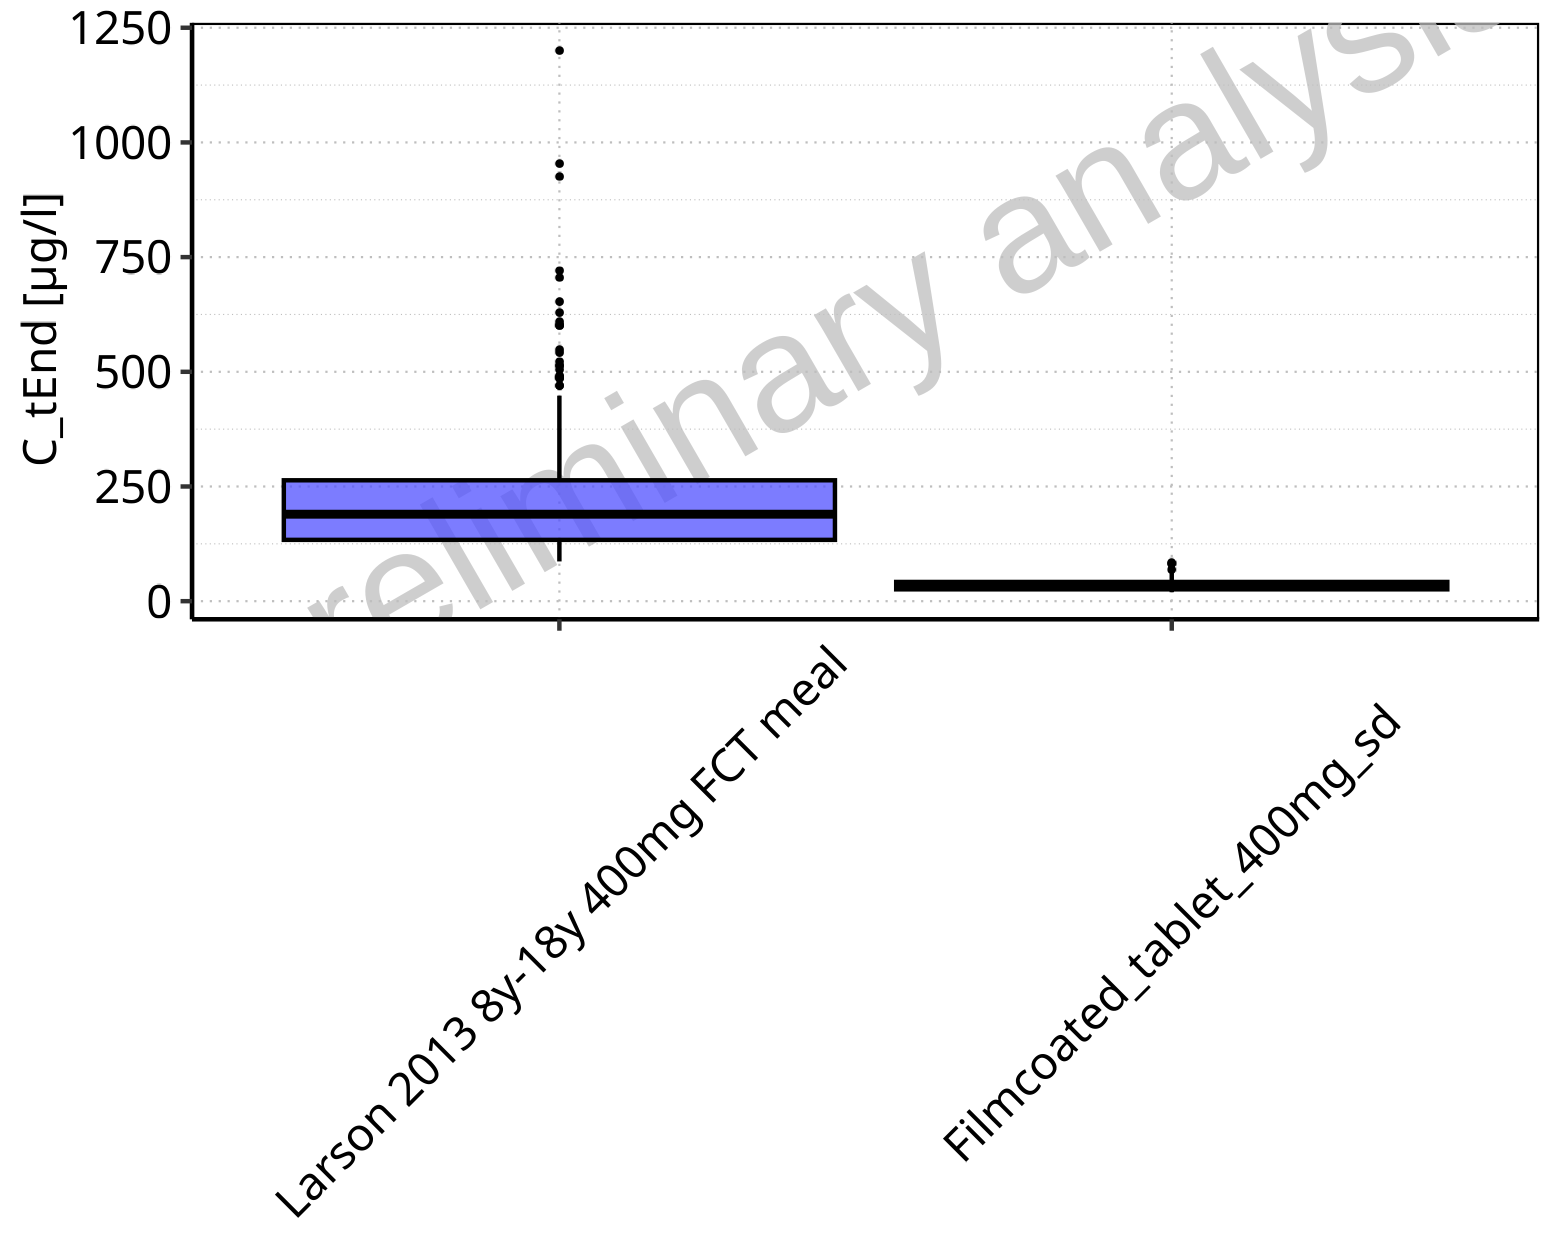 1250
1000
750
500
250
0
C_tEnd [µg/l]
reliminary analysis
Larson 2013 8y-18y 400mg FCT meal
Filmcoated_tablet_400mg_sd